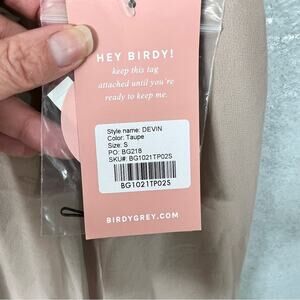 HEY BIRDY!
keep this tag
attached until you're
ready to keep me.
Style name: DEVIN
Color: Taupe
Size: S
PO: BG218
SKU#: BG1021TP02S
BG1021TP02S
BIRDYGREY.COM